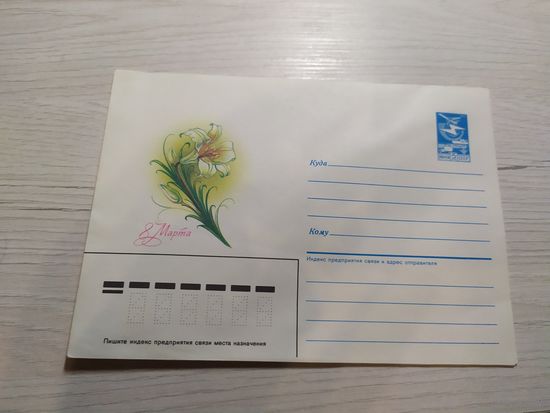 Куда
Кому
8 Марта
Индекс предприятия связи и адрес отправителя
Пишите индекс предприятия связи места назначения